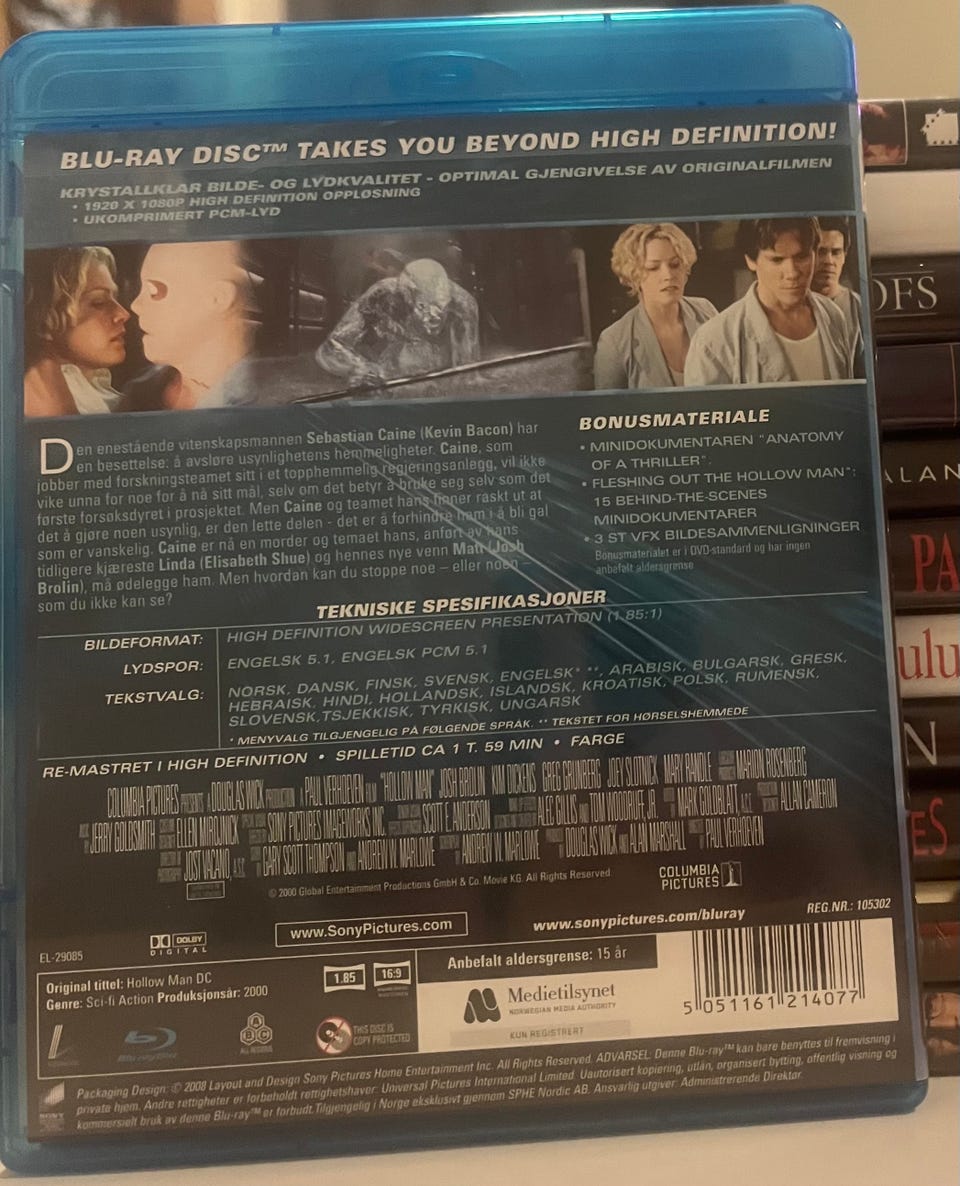 BLU-RAY DISC™ TAKES YOU BEYOND HIGH DEFINITION!
KRYSTALLKLAR BILDE- OG LYDKVALITET - OPTIMAL GJENGIVELSE AV ORIGINALFILMEN
• 1920 X 1080P HIGH DEFINITION OPPLØSNING
• UKOMPRIMERT PCM-LYD
Den enestående vitenskapsmannen Sebastian Caine (Kevin Bacon) har
en besettelse: å avsløre usynlighetens hemmeligheter. Caine, som
jobber med forskningsteamet sitt i et topphemmelig regjeringsanlegg, vil ikke
vike unna for noe for å nå sitt mål, selv om det betyr å bruke seg selv som det
første forsøksdyret i prosjektet. Men Caine og teamet hans finner raskt ut at
det å gjøre noen usynlig, er den lette delen - det er å forhindre ham i å bli gal
som er vanskelig. Caine er nå en morder og temaet hans, anført av hans
tidligere kjæreste Linda (Elisabeth Shue) og hennes nye venn Matt (Josh
Brolin), må ødelegge ham. Men hvordan kan du stoppe noe – eller noen –
som du ikke kan se?
BONUSMATERIALE
• MINIDOKUMENTAREN "ANATOMY
OF A THRILLER".
• FLESHING OUT THE HOLLOW MAN":
15 BEHIND-THE-SCENES
MINIDOKUMENTARER
• 3 ST VFX BILDESAMMENLIGNINGER
Bonusmaterialet er i DVD-standard og har ingen
anbefalt aldersgrense
TEKNISKE SPESIFIKASJONER
BILDEFORMAT: HIGH DEFINITION WIDESCREEN PRESENTATION (1.85:1)
LYDSPOR: ENGELSK 5.1, ENGELSK PCM 5.1
TEKSTVALG: NORSK, DANSK, FINSK, SVENSK, ENGELSK* **, ARABISK, BULGARSK, GRESK,
HEBRAISK, HINDI, HOLLANDSK, ISLANDSK, KROATISK, POLSK, RUMENSK,
SLOVENSK, TSJEKKISK, TYRKISK, UNGARSK
* MENYVALG TILGJENGELIG PÅ FØLGENDE SPRÅK. ** TEKSTET FOR HØRSELSHEMMEDE
RE-MASTRET I HIGH DEFINITION • SPILLETID CA 1 T. 59 MIN • FARGE
COLUMBIA PICTURES PRESENTS A DOUGLAS WICK PRODUCTION A PAUL VERHOEVEN FILM "HOLLOW MAN" JOSH BROLIN KIM DICKENS GREG GRUNBERG JOEY SLOTNICK MARY RANDLE MARION ROSENBERG
JERRY GOLDSMITH ELLEN MIROJNICK SONY PICTURES IMAGEWORKS INC. SCOTT E. ANDERSON ALEC GILLIS AND TOM WOODRUFF, JR. MARK GOLDBLATT, A.C.E. ALLAN CAMERON
JOST VACANO, A.S.C. GARY SCOTT THOMPSON AND ANDREW W. MARLOWE ANDREW W. MARLOWE DOUGLAS WICK AND ALAN MARSHALL PAUL VERHOEVEN
© 2000 Global Entertainment Productions GmbH & Co. Movie KG. All Rights Reserved.
COLUMBIA
PICTURES
EL-29085
DOLBY
DIGITAL
www.SonyPictures.com
www.sonypictures.com/bluray
REG.NR.: 105302
Original tittel: Hollow Man DC
Genre: Sci-fi Action Produksjonsår: 2000
1.85
16:9
Anbefalt aldersgrense: 15 år
Medietilsynet
NORWEGIAN MEDIA AUTHORITY
KUN REGISTRERT
5 051161 214077
ABC
ALL REGIONS
THIS DISC IS
COPY PROTECTED
Packaging Design: © 2008 Layout and Design Sony Pictures Home Entertainment Inc. All Rights Reserved. ADVARSEL: Denne Blu-ray™ kan bare benyttes til fremvisning i
private hjem. Andre rettigheter er forbeholdt rettighetshaver: Universal Pictures International Limited. Uautorisert kopiering, utlån, organisert bytting, offentlig visning og
kommersielt bruk av denne Blu-ray™ er forbudt. Tilgjengelig i Norge eksklusivt gjennom SPHE Nordic AB. Ansvarlig utgiver: Administrerende Direktør.
SONY
OFS
ALAN
PA
ulu
N
ES